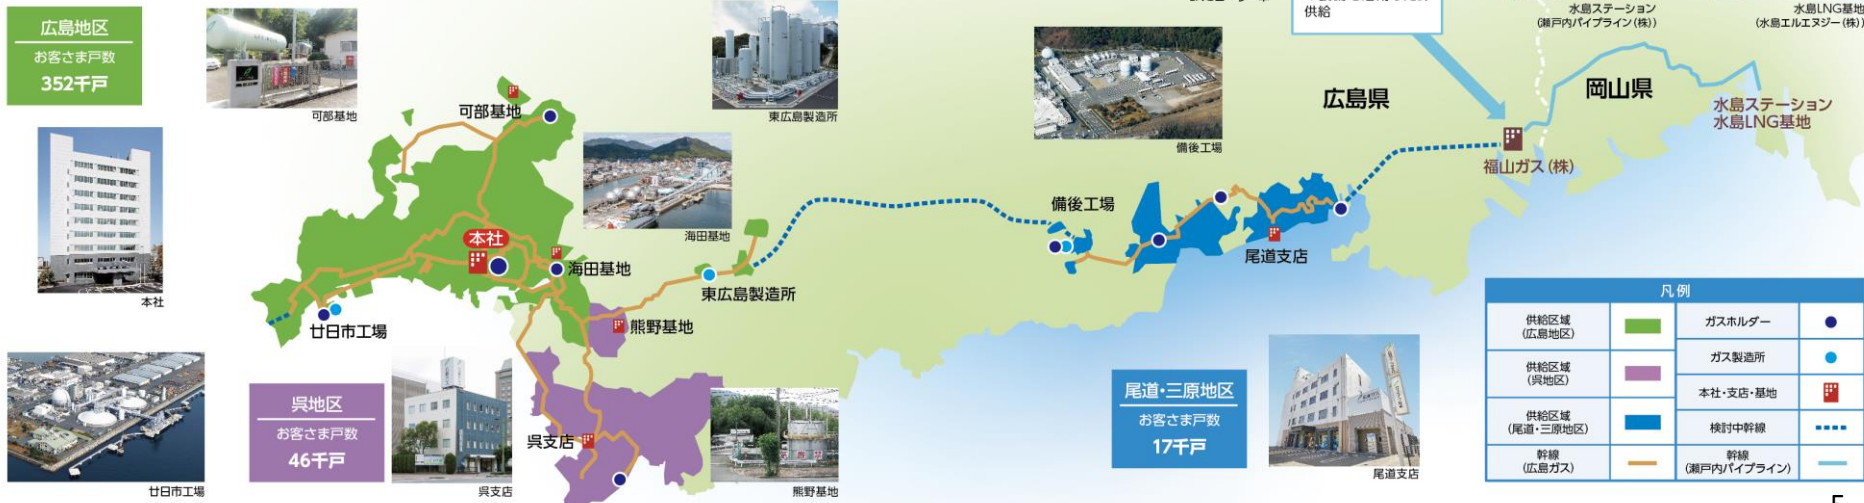 広島地区
お客さま戸数
352千戸
可部基地
本社
廿日市工場
可部基地
海田基地
東広島製造所
備後工場
供給
水島ステーション
(瀬戸内パイプライン(株))
水島LNG基地
(水島エルエヌジー(株))
広島県
岡山県
水島ステーション
水島LNG基地
福山ガス(株)
本社
海田基地
東広島製造所
廿日市工場
熊野基地
備後工場
尾道支店
呉地区
お客さま戸数
46千戸
呉支店
呉支店
熊野基地
尾道・三原地区
お客さま戸数
17千戸
尾道支店
凡例
供給区域
(広島地区)
ガスホルダー
供給区域
(呉地区)
ガス製造所
本社・支店・基地
供給区域
(尾道・三原地区)
検討中幹線
幹線
(広島ガス)
幹線
(瀬戸内パイプライン)